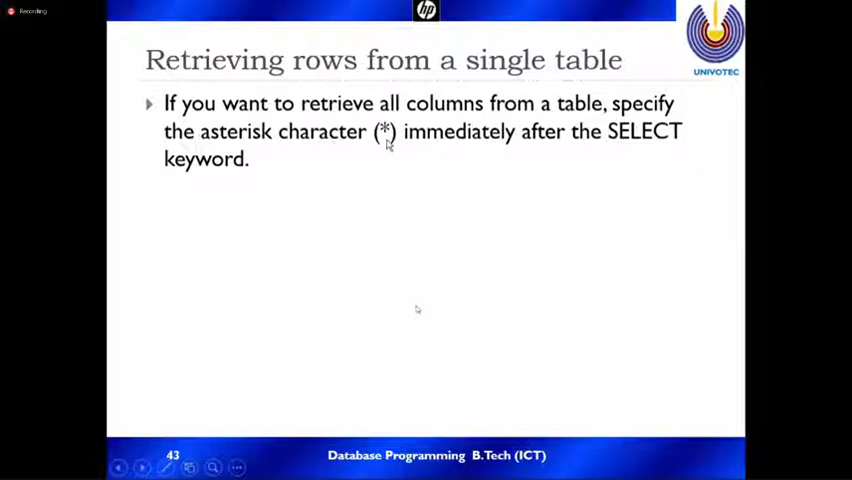 Recording
hp
UNIVOTEC
Retrieving rows from a single table
If you want to retrieve all columns from a table, specify
the asterisk character (*) immediately after the SELECT
keyword.
43
Database Programming B.Tech (ICT)